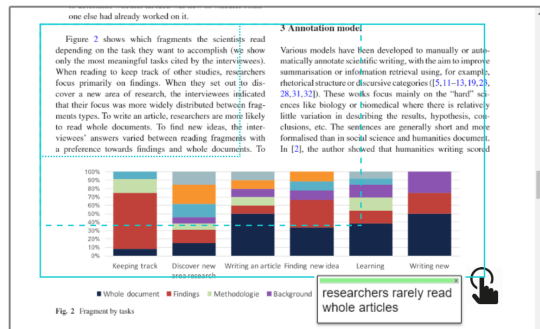 one else had already worked on it.
Figure 2 shows which fragments the scientists read
depending on the task they want to accomplish (we show
only the most meaningful tasks cited by the interviewees).
When reading to keep track of other studies, researchers
focus primarily on findings. When they set out to dis-
cover a new area of research, the interviewees indicated
that their focus was more widely distributed between frag-
ments types. To write an article, researchers are more likely
to read whole documents. To find new ideas, the inter-
viewees' answers varied between reading fragments with
a preference towards findings and whole documents. To
3 Annotation model
Various models have been developed to manually or auto-
matically annotate scientific writing, with the aim to improve
summarisation or information retrieval using, for example,
rhetorical structure or discursive categories ([5,11–13,19,23,
28,31,32]). These works focus mainly on the "hard" sci-
ences like biology or biomedical where there is relatively
little variation in describing the results, hypothesis, con-
clusions, etc. The sentences are generally short and more
formalised than in social science and humanities document.
In [2], the author showed that humanities writing scored
100%
90%
80%
70%
60%
50%
40%
30%
20%
10%
0%
Keeping track
Discover new
area research
Writing an article
Finding new idea
Learning
Writing new
Whole document
Findings
Methodologie
Background
researchers rarely read
whole articles
x
Fig. 2 Fragment by tasks